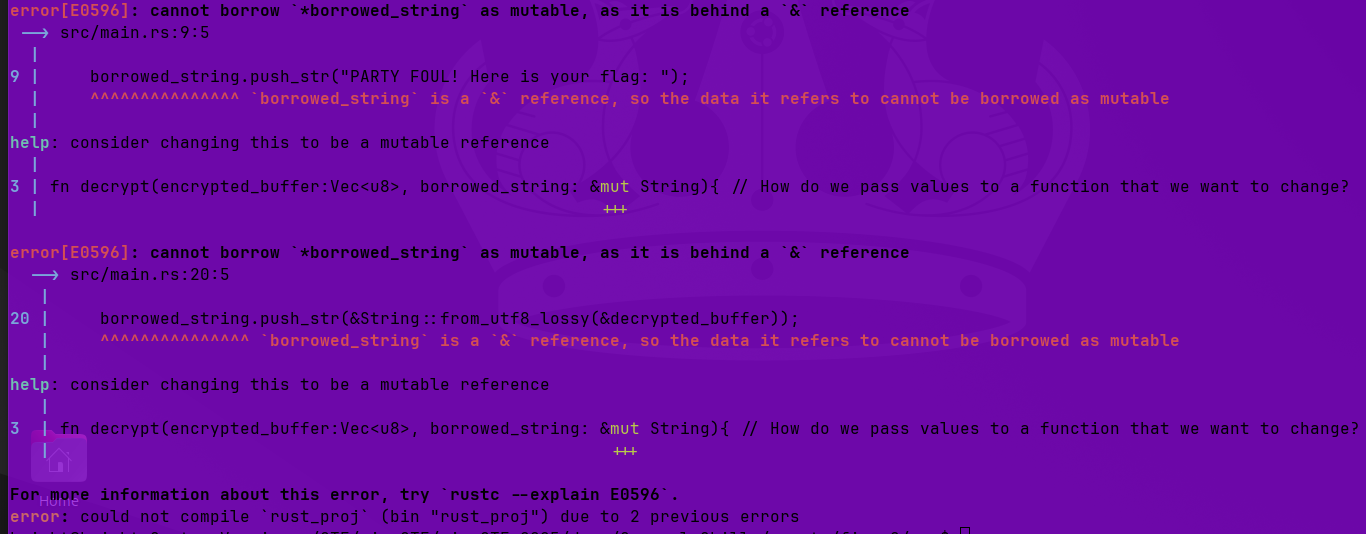 error[E0596]: cannot borrow `*borrowed_string` as mutable, as it is behind a `&` reference
 --> src/main.rs:9:5
  |
9 |     borrowed_string.push_str("PARTY FOUL! Here is your flag: ");
  |     ^^^^^^^^^^^^^^^ `borrowed_string` is a `&` reference, so the data it refers to cannot be borrowed as mutable
  |
help: consider changing this to be a mutable reference
  |
3 | fn decrypt(encrypted_buffer:Vec<u8>, borrowed_string: &mut String){ // How do we pass values to a function that we want to change?
  |                                                        +++

error[E0596]: cannot borrow `*borrowed_string` as mutable, as it is behind a `&` reference
  --> src/main.rs:20:5
   |
20 |     borrowed_string.push_str(&String::from_utf8_lossy(&decrypted_buffer));
   |     ^^^^^^^^^^^^^^^ `borrowed_string` is a `&` reference, so the data it refers to cannot be borrowed as mutable
   |
help: consider changing this to be a mutable reference
   |
3  | fn decrypt(encrypted_buffer:Vec<u8>, borrowed_string: &mut String){ // How do we pass values to a function that we want to change?
   |                                                         +++

For more information about this error, try `rustc --explain E0596`.
Home
error: could not compile `rust_proj` (bin "rust_proj") due to 2 previous errors